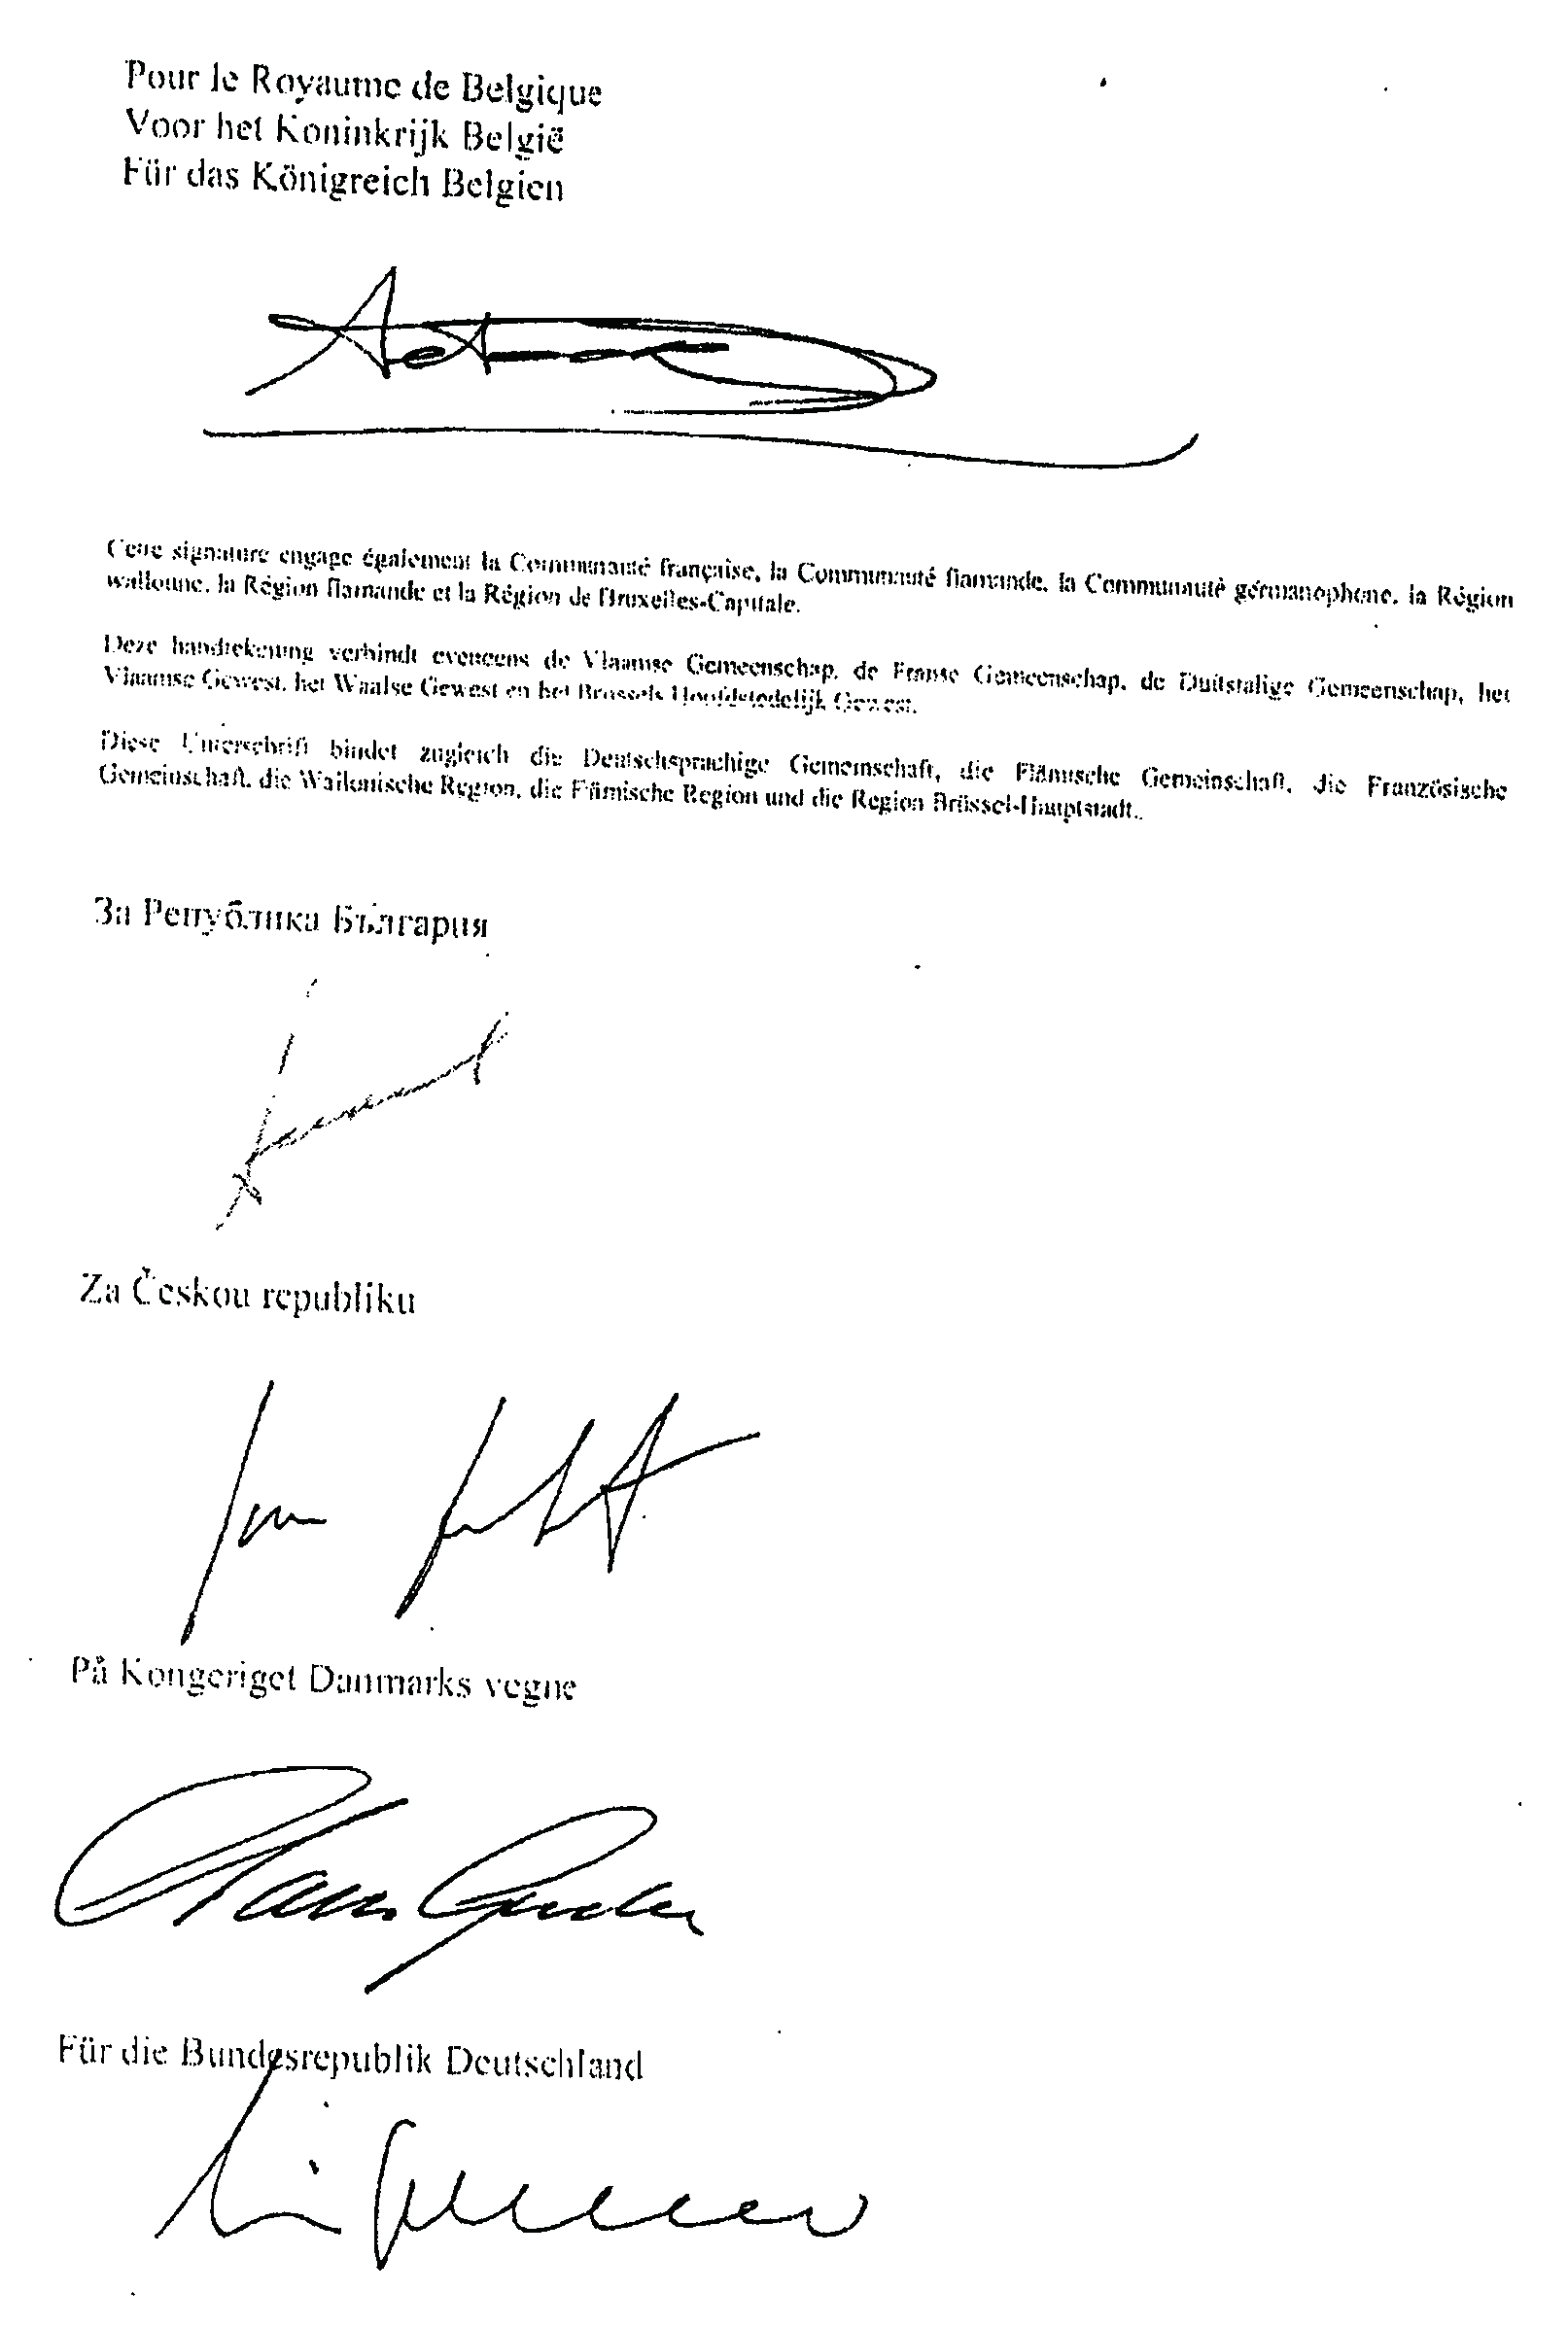 Pour le Royaume de Belgique
Voor het Koninkrijk België
Für das Königreich Belgien
Cette signature engage également la Communauté française, la Communauté flamande, la Communauté germanophone, la Région
wallonne, la Région flamande et la Région de Bruxelles-Capitale.
Deze handtekening verbindt eveneens de Vlaamse Gemeenschap, de Franse Gemeenschap, de Duitstalige Gemeenschap, het
Vlaamse Gewest, het Waalse Gewest en het Brussels Hoofdstedelijk Gewest.
Diese Unterschrift bindet zugleich die Deutschsprachige Gemeinschaft, die Flämische Gemeinschaft, die Französische
Gemeinschaft, die Wallonische Region, die Flämische Region und die Region Brüssel-Hauptstadt.
За Република България
Za Českou republiku
På Kongeriget Danmarks vegne
Für die Bundesrepublik Deutschland